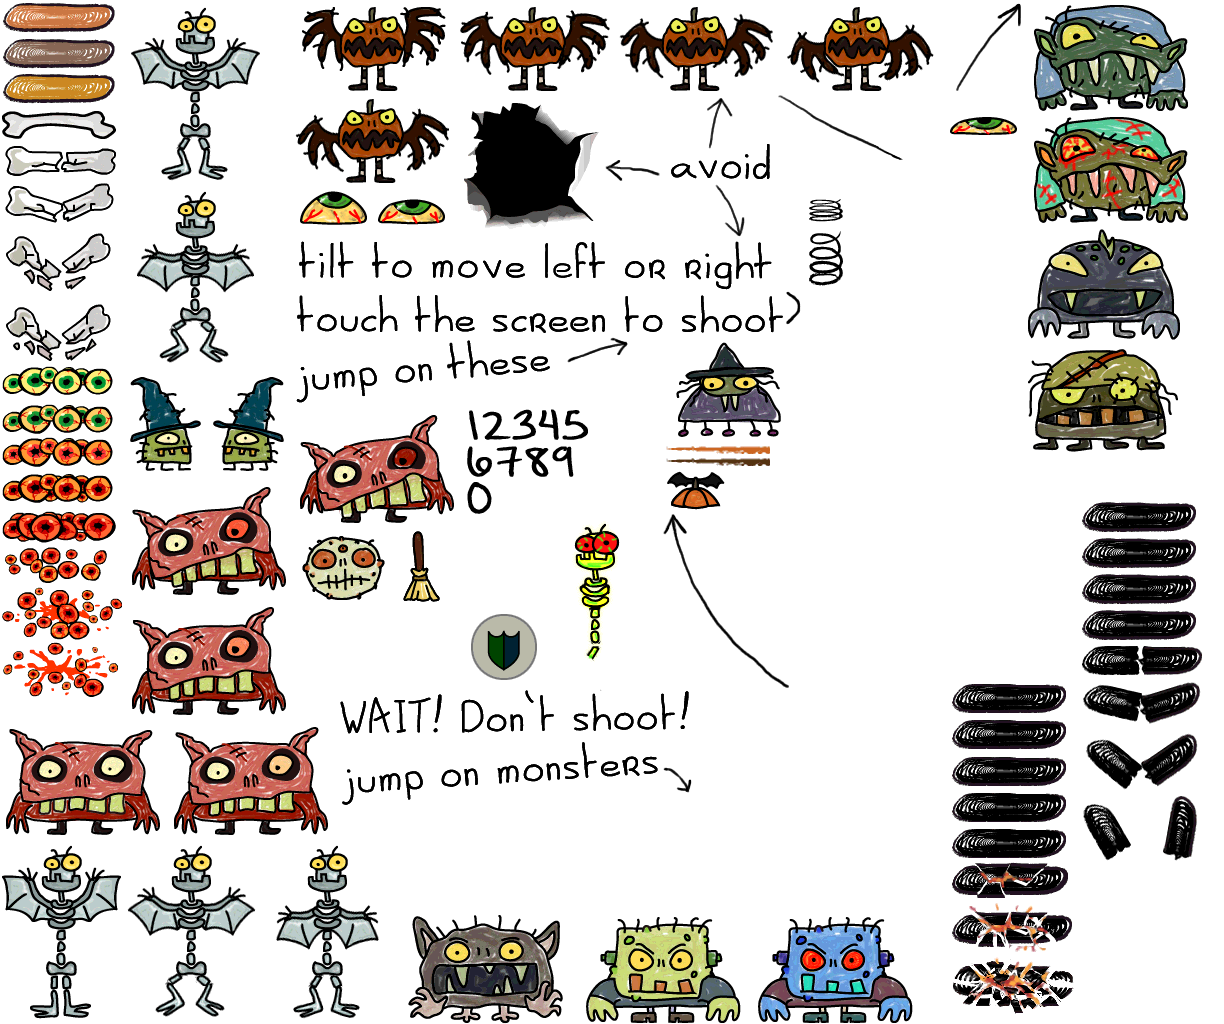 avoid
tilt to move left or right
touch the screen to shoot)
jump on these
12345
6789
0
WAIT! Don't shoot!
jump on monsters